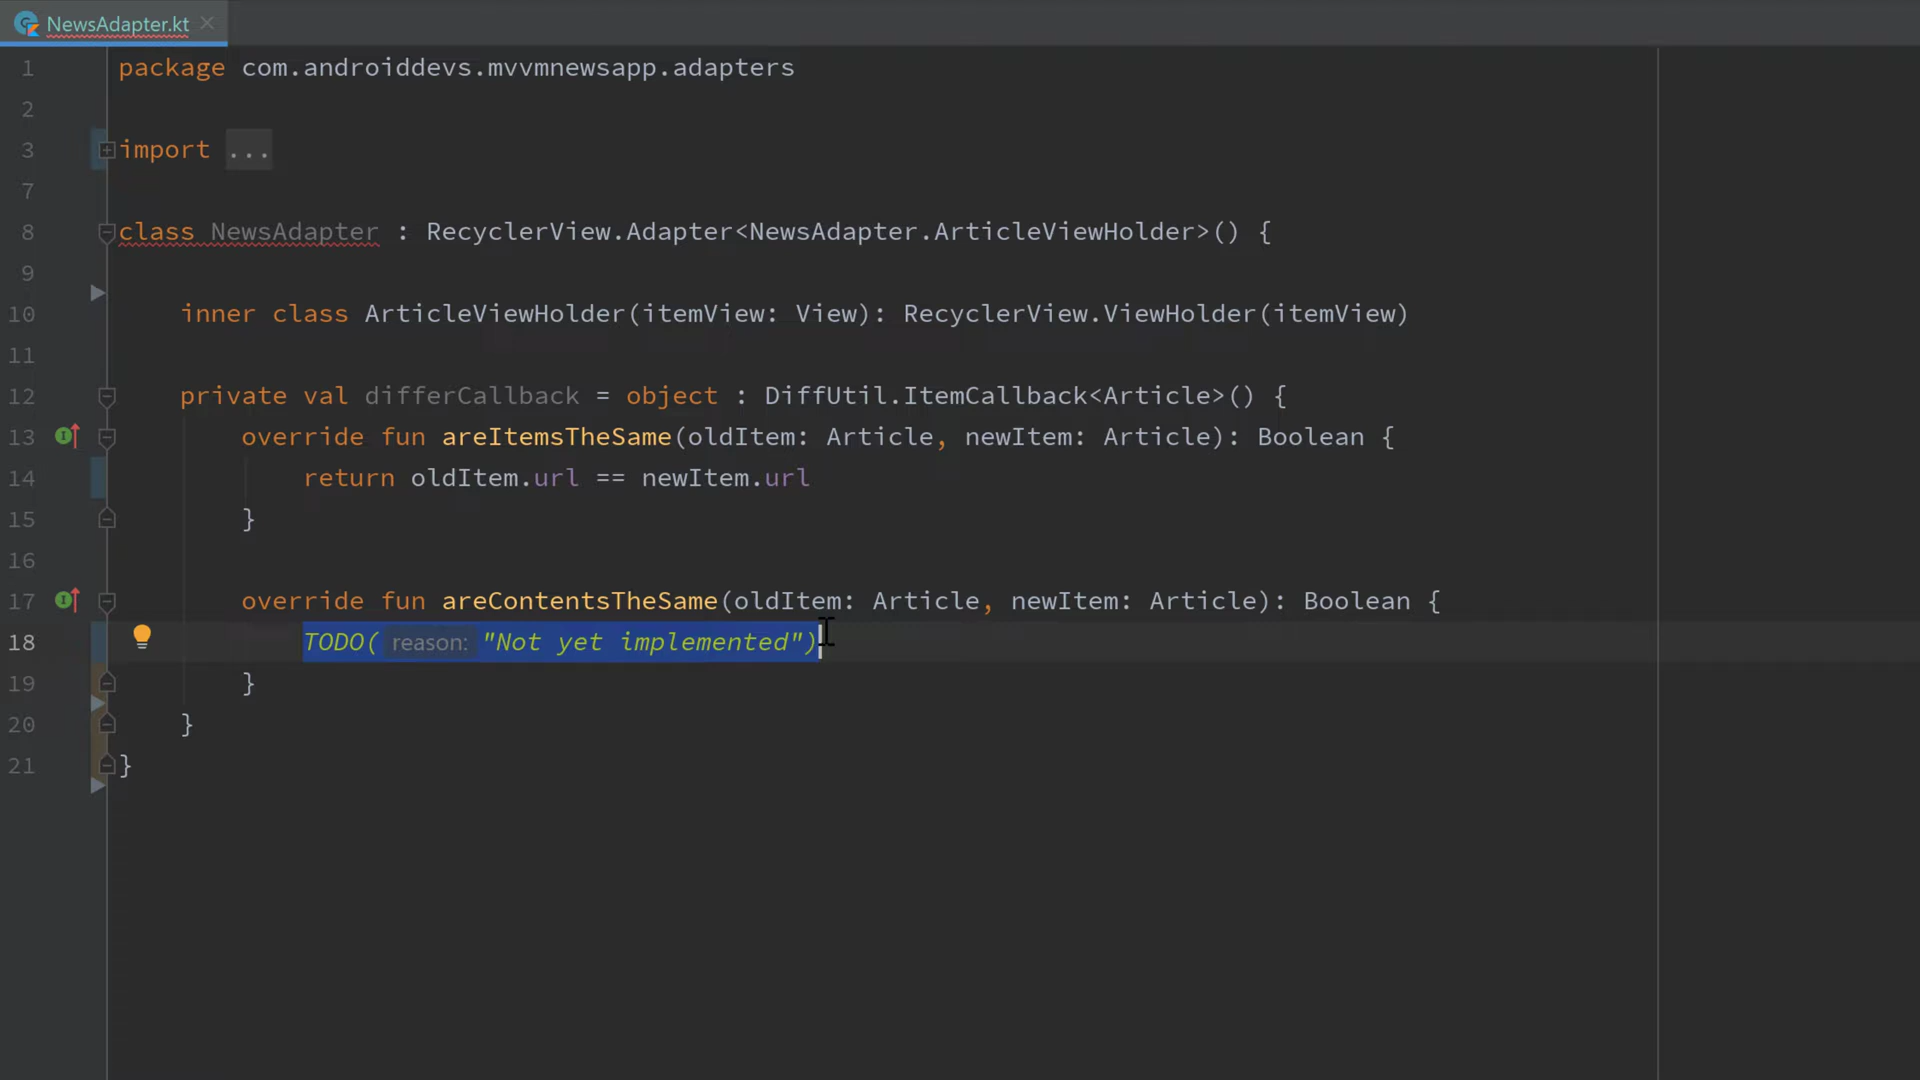 NewsAdapter.kt
1 package com.androiddevs.mvvmnewsapp.adapters
2
3 import ...
7
8 class NewsAdapter : RecyclerView.Adapter<NewsAdapter.ArticleViewHolder>() {
9
10 inner class ArticleViewHolder(itemView: View): RecyclerView.ViewHolder(itemView)
11
12 private val differCallback = object : DiffUtil.ItemCallback<Article>() {
13 override fun areItemsTheSame(oldItem: Article, newItem: Article): Boolean {
14 return oldItem.url == newItem.url
15 }
16
17 override fun areContentsTheSame(oldItem: Article, newItem: Article): Boolean {
18 TODO( reason: "Not yet implemented")
19 }
20 }
21 }